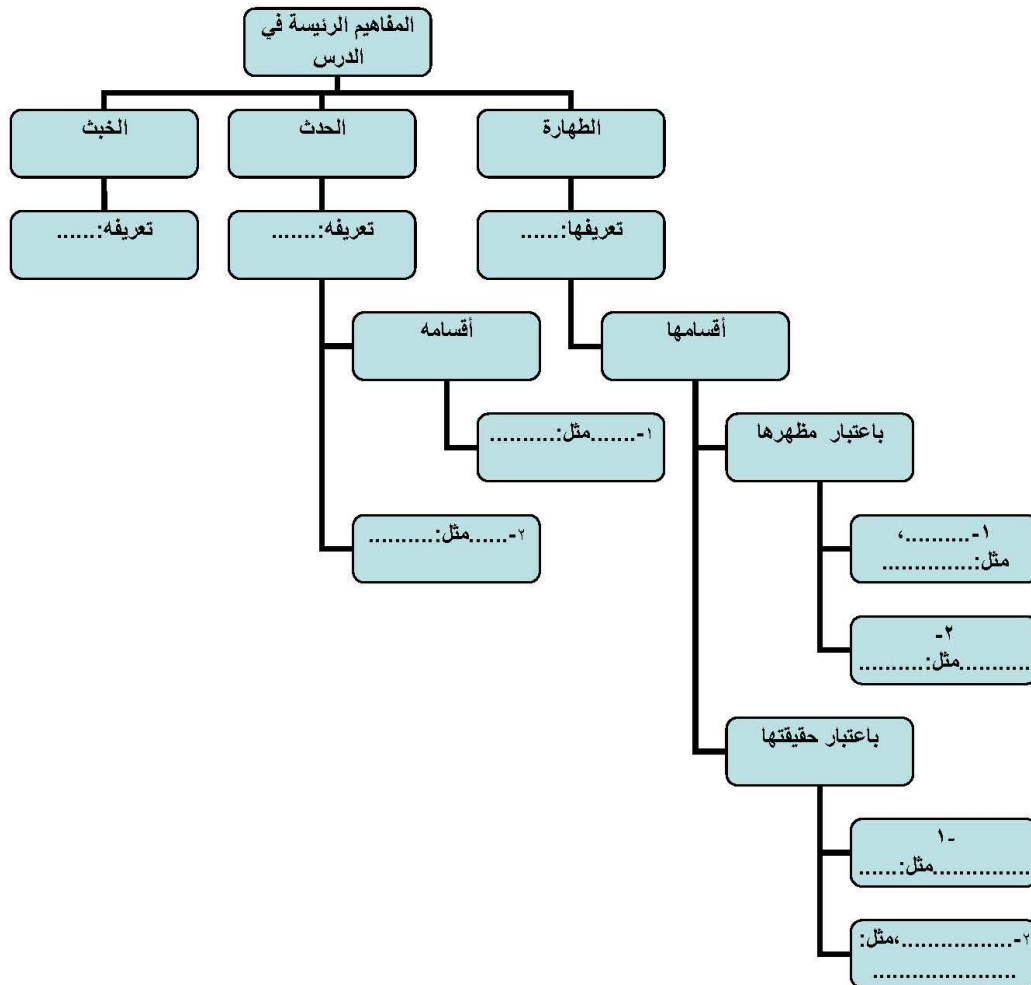 المفاهيم الرئيسة في
الدرس
الطهارة
الحدث
الخبث
تعريفها:......
تعريفه:.......
تعريفه:......
أقسامها
أقسامه
باعتبار مظهرها
١-.......مثل:..........
١-..........،
مثل:...............
٢-......مثل:..........
٢-
...........مثل:..........
باعتبار حقيقتها
١-
................مثل:......
٢-.................،مثل:
......................